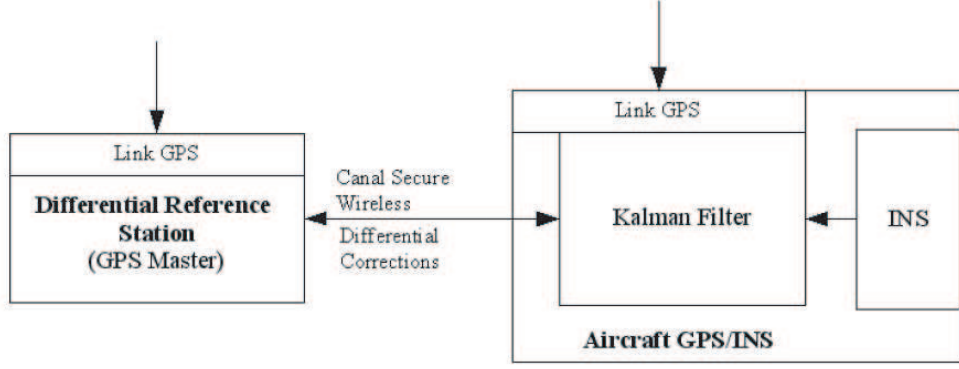 Link GPS
Differential Reference
Station
(GPS Master)
Canal Secure
Wireless
Differential
Corrections
Link GPS
Kalman Filter
INS
Aircraft GPS/INS